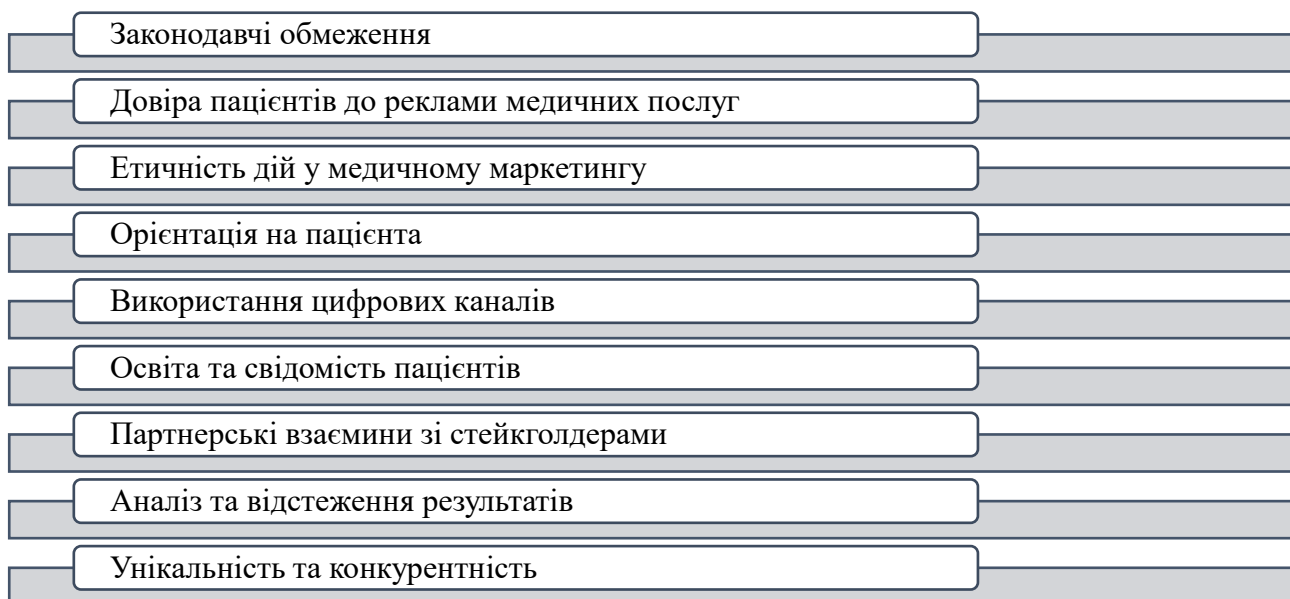 Законодавчі обмеження
Довіра пацієнтів до реклами медичних послуг
Етичність дій у медичному маркетингу
Орієнтація на пацієнта
Використання цифрових каналів
Освіта та свідомість пацієнтів
Партнерські взаємини зі стейкголдерами
Аналіз та відстеження результатів
Унікальність та конкурентність